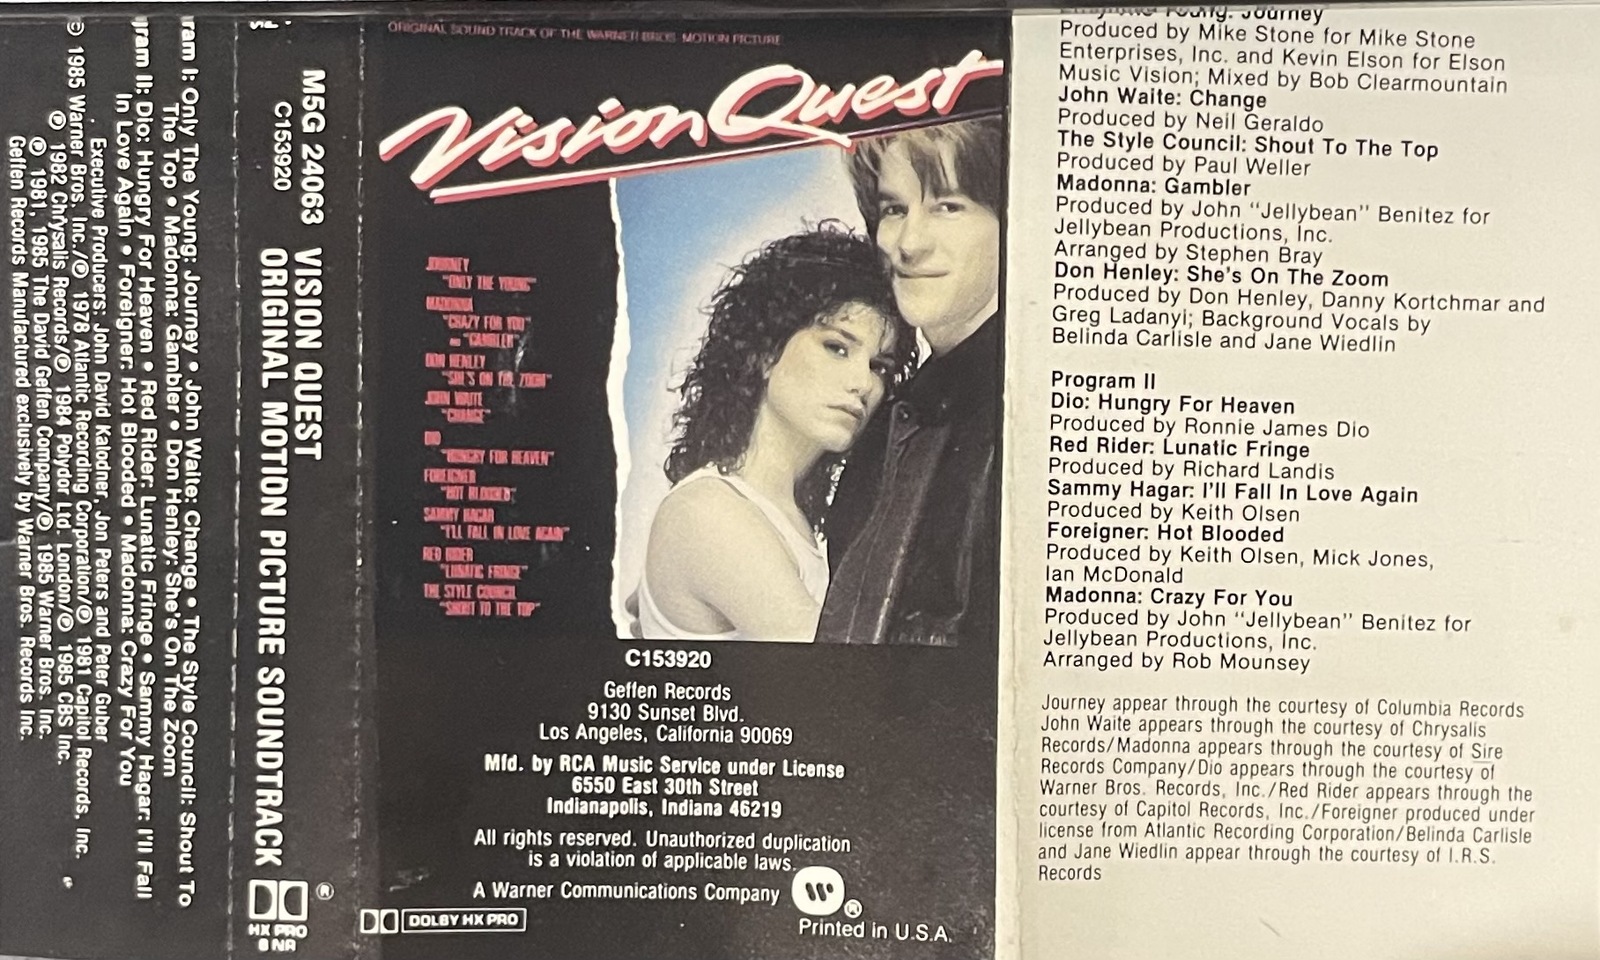 ram I: Only The Young: Journey • John Waite: Change • The Style Council: Shout To
The Top • Madonna: Gambler • Don Henley: She's On The Zoom
ram II: Dio: Hungry For Heaven • Red Rider: Lunatic Fringe • Sammy Hagar: I'll Fall
In Love Again • Foreigner: Hot Blooded • Madonna: Crazy For You
Executive Producers: John David Kalodner, Jon Peters and Peter Guber
© 1985 Warner Bros. Inc./℗ 1978 Atlantic Recording Corporation/℗ 1981 Capitol Records, Inc.
℗ 1982 Chrysalis Records/℗ 1984 Polydor Ltd. London/℗ 1985 CBS Inc.
℗ 1981, 1985 The David Geffen Company/℗ 1985 Warner Bros. Inc.
Geffen Records Manufactured exclusively by Warner Bros. Records Inc.
M5G 24063 VISION QUEST
C153920 ORIGINAL MOTION PICTURE SOUNDTRACK
®
HX PRO
B NR
ORIGINAL SOUND TRACK OF THE WARNER BROS. MOTION PICTURE
Vision Quest
JOURNEY
"ONLY THE YOUNG"
MADONNA
"CRAZY FOR YOU"
"GAMBLER"
DON HENLEY
"SHE'S ON THE ZOOM"
JOHN WAITE
"CHANGE"
DIO
"HUNGRY FOR HEAVEN"
FOREIGNER
"HOT BLOODED"
SAMMY HAGAR
"I'LL FALL IN LOVE AGAIN"
RED RIDER
"LUNATIC FRINGE"
THE STYLE COUNCIL
"SHOUT TO THE TOP"
C153920
Geffen Records
9130 Sunset Blvd.
Los Angeles, California 90069
Mfd. by RCA Music Service under License
6550 East 30th Street
Indianapolis, Indiana 46219
All rights reserved. Unauthorized duplication
is a violation of applicable laws.
A Warner Communications Company
®
DOLBY HX PRO
Printed in U.S.A.
Young: Journey
Produced by Mike Stone for Mike Stone
Enterprises, Inc. and Kevin Elson for Elson
Music Vision; Mixed by Bob Clearmountain
John Waite: Change
Produced by Neil Geraldo
The Style Council: Shout To The Top
Produced by Paul Weller
Madonna: Gambler
Produced by John "Jellybean" Benitez for
Jellybean Productions, Inc.
Arranged by Stephen Bray
Don Henley: She's On The Zoom
Produced by Don Henley, Danny Kortchmar and
Greg Ladanyi; Background Vocals by
Belinda Carlisle and Jane Wiedlin
Program II
Dio: Hungry For Heaven
Produced by Ronnie James Dio
Red Rider: Lunatic Fringe
Produced by Richard Landis
Sammy Hagar: I'll Fall In Love Again
Produced by Keith Olsen
Foreigner: Hot Blooded
Produced by Keith Olsen, Mick Jones,
Ian McDonald
Madonna: Crazy For You
Produced by John "Jellybean" Benitez for
Jellybean Productions, Inc.
Arranged by Rob Mounsey
Journey appear through the courtesy of Columbia Records
John Waite appears through the courtesy of Chrysalis
Records/Madonna appears through the courtesy of Sire
Records Company/Dio appears through the courtesy of
Warner Bros. Records, Inc./Red Rider appears through the
courtesy of Capitol Records, Inc./Foreigner produced under
license from Atlantic Recording Corporation/Belinda Carlisle
and Jane Wiedlin appear through the courtesy of I.R.S.
Records